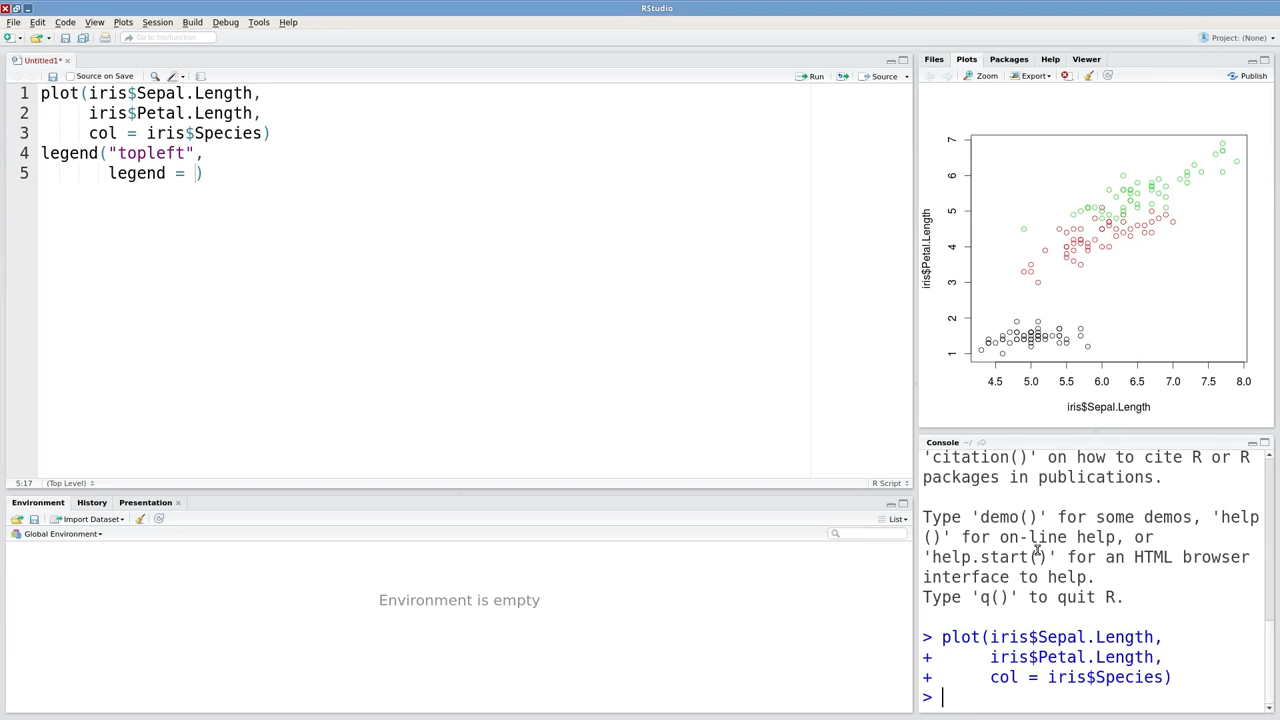 RStudio
File Edit Code View Plots Session Build Debug Tools Help
Go to file/function
Project: (None)
Untitled1*
Source on Save
Run
Source
1 plot(iris$Sepal.Length,
2      iris$Petal.Length,
3      col = iris$Species)
4 legend("topleft",
5        legend = )
5:17 (Top Level) R Script
Environment History Presentation
Import Dataset
List
Global Environment
Environment is empty
Files Plots Packages Help Viewer
Zoom Export Publish
7
6
5
4
3
2
1
iris$Petal.Length
4.5 5.0 5.5 6.0 6.5 7.0 7.5 8.0
iris$Sepal.Length
Console ~/
'citation()' on how to cite R or R
packages in publications.
Type 'demo()' for some demos, 'help
()' for on-line help, or
'help.start()' for an HTML browser
interface to help.
Type 'q()' to quit R.
> plot(iris$Sepal.Length,
+      iris$Petal.Length,
+      col = iris$Species)
>